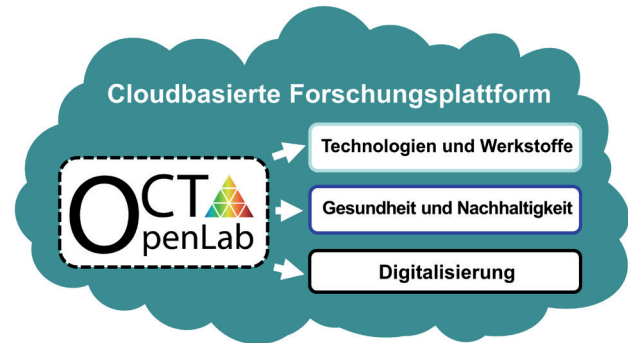 Cloudbasierte Forschungsplattform
OCT
OpenLab
Technologien und Werkstoffe
Gesundheit und Nachhaltigkeit
Digitalisierung